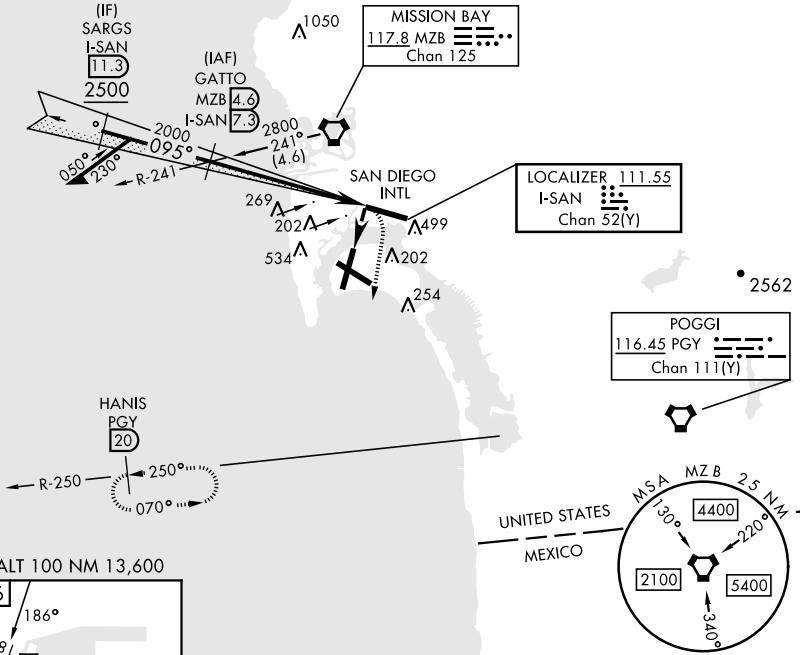 (IF)
SARGS
I-SAN
11.3
2500
(IAF)
GATTO
MZB 4.6
I-SAN 7.3
1050
MISSION BAY
117.8 MZB
Chan 125
2000
095°
2800
241°
(4.6)
050°
230°
R-241
SAN DIEGO
INTL
LOCALIZER 111.55
I-SAN
Chan 52(Y)
269
202
534
499
202
254
2562
POGGI
116.45 PGY
Chan 111(Y)
HANIS
PGY
20
R-250
250°
070°
UNITED STATES
MEXICO
MSA MZB 25 NM
130°
4400
220°
2100
5400
340°
ALT 100 NM 13,600
186°